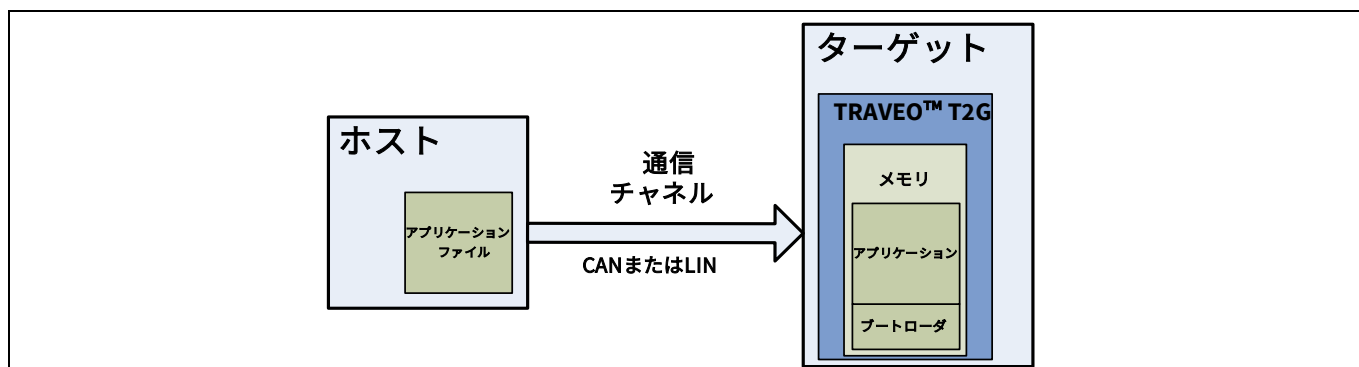 ホスト
アプリケーション
ファイル
通信
チャネル
CANまたはLIN
ターゲット
TRAVEO™ T2G
メモリ
アプリケーション
ブートローダ